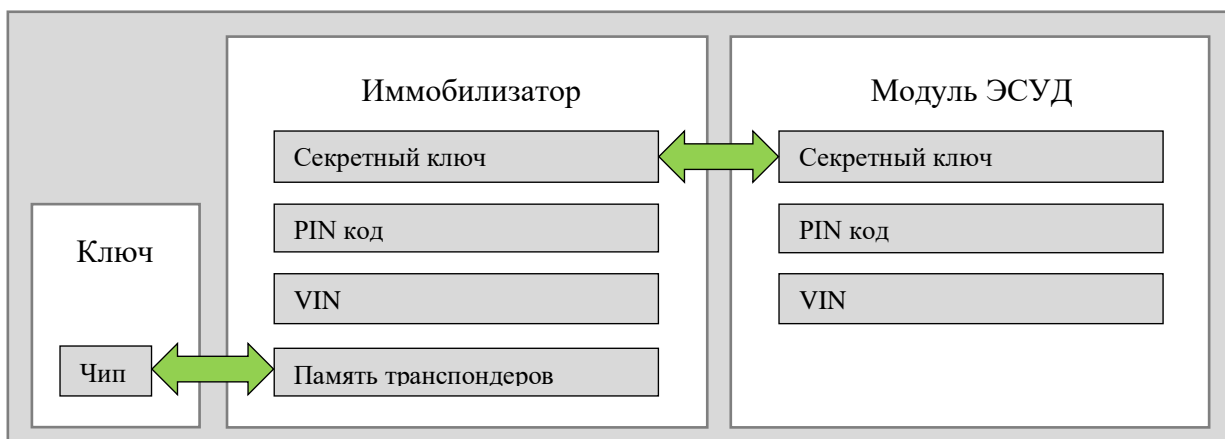 Иммобилизатор
Модуль ЭСУД
Секретный ключ
Секретный ключ
PIN код
PIN код
Ключ
VIN
VIN
Чип
Память транспондеров